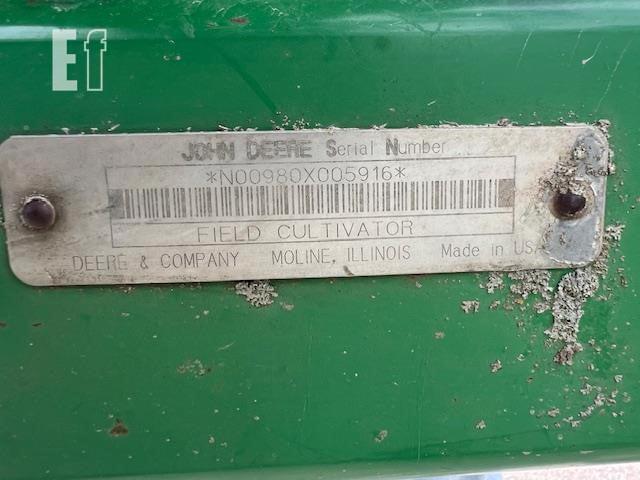 Ef
JOHN DEERE Serial Number
*N00980X005916*
FIELD CULTIVATOR
DEERE & COMPANY MOLINE, ILLINOIS Made in USA